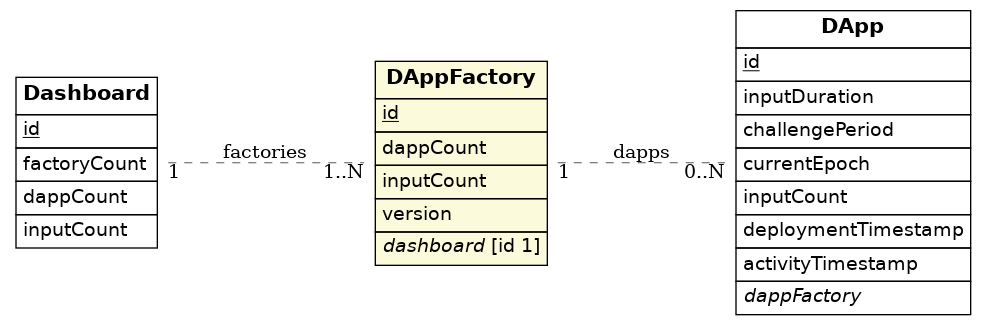 Dashboard
id
factoryCount
dappCount
inputCount
factories
1
1..N
DAppFactory
id
dappCount
inputCount
version
dashboard [id 1]
dapps
1
0..N
DApp
id
inputDuration
challengePeriod
currentEpoch
inputCount
deploymentTimestamp
activityTimestamp
dappFactory